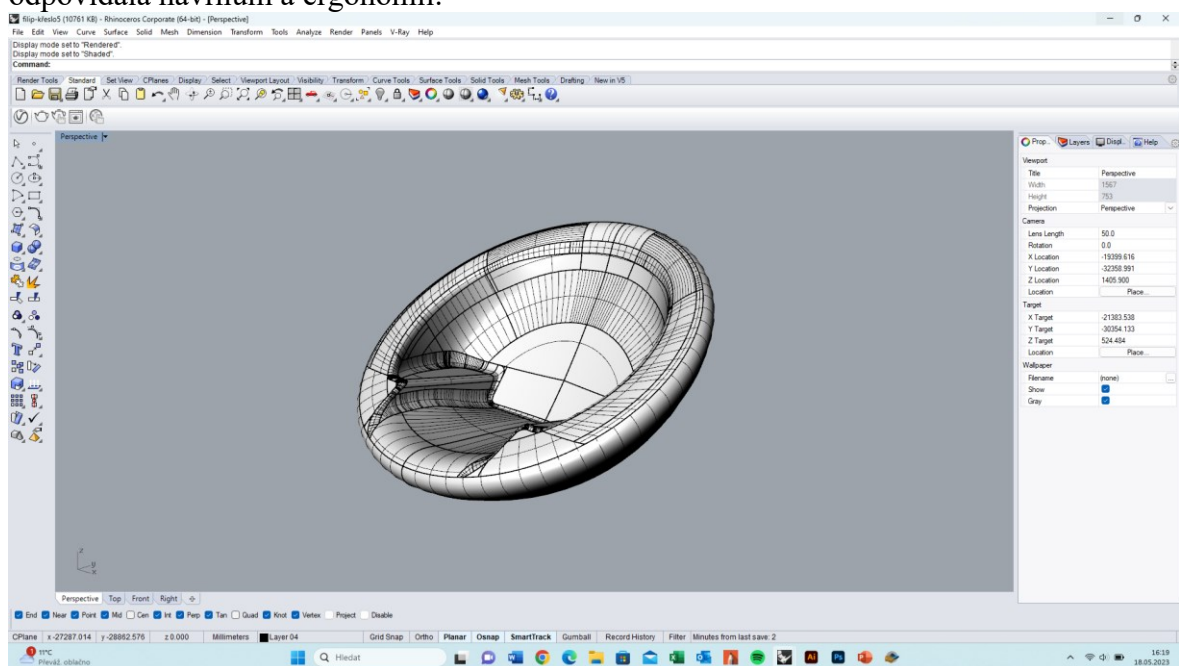 odpovídala návrhům a ergonomii.
filip-křeslo5 (10761 KB) - Rhinoceros Corporate (64-bit) - [Perspective]
File Edit View Curve Surface Solid Mesh Dimension Transform Tools Analyze Render Panels V-Ray Help
Display mode set to "Rendered".
Display mode set to "Shaded".
Command:
Render Tools Standard Set View CPlanes Display Select Viewport Layout Visibility Transform Curve Tools Surface Tools Solid Tools Mesh Tools Drafting New in V5
Perspective
Prop... Layers Displ... Help
Viewport
Title Perspective
Width 1567
Height 753
Projection Perspective
Camera
Lens Length 50.0
Rotation 0.0
X Location -19399.616
Y Location -32358.991
Z Location 1405.900
Location Place...
Target
X Target -21383.538
Y Target -30354.133
Z Target 524.484
Location Place...
Wallpaper
Filename (none) ...
Show
Gray
z
y
x
Perspective Top Front Right
End Near Point Mid Cen Int Perp Tan Quad Knot Vertex Project Disable
CPlane x -27287.014 y -28862.576 z 0.000 Millimeters Layer 04 Grid Snap Ortho Planar Osnap SmartTrack Gumball Record History Filter Minutes from last save: 2
11°C
Převáž. oblačno
Hledat
Ai
Ps
16:19
18.05.2023